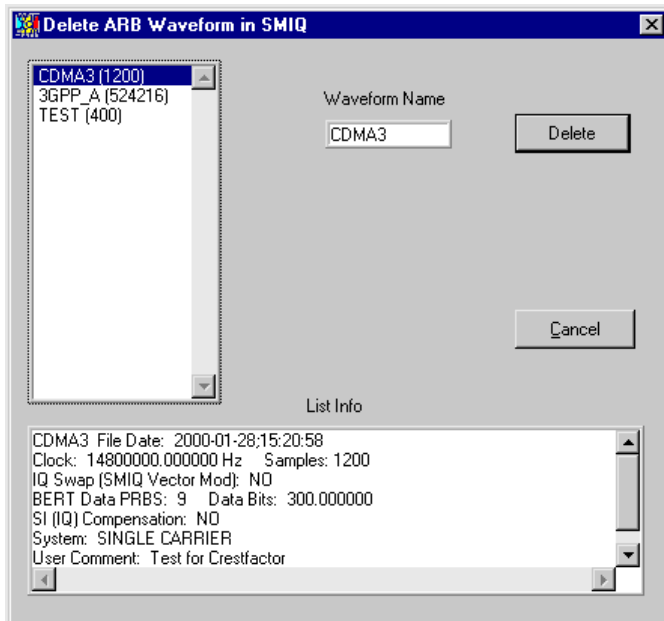 Delete ARB Waveform in SMIQ
CDMA3 (1200)
3GPP_A (524216)
TEST (400)
Waveform Name
CDMA3
Delete
Cancel
List Info
CDMA3 File Date: 2000-01-28;15:20:58
Clock: 14800000.000000 Hz Samples: 1200
IQ Swap (SMIQ Vector Mod): NO
BERT Data PRBS: 9 Data Bits: 300.000000
SI (IQ) Compensation: NO
System: SINGLE CARRIER
User Comment: Test for Crestfactor